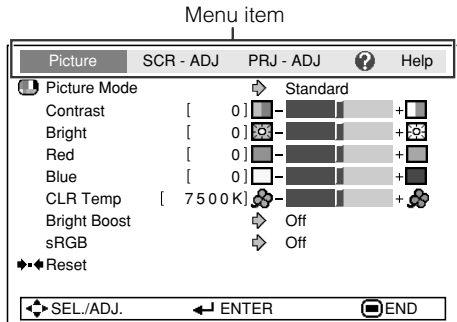 Menu item
Picture SCR - ADJ PRJ - ADJ ? Help
Picture Mode Standard
Contrast [ 0] - +
Bright [ 0] - +
Red [ 0] - +
Blue [ 0] - +
CLR Temp [ 7500K] - +
Bright Boost Off
sRGB Off
Reset
SEL./ADJ. ENTER END